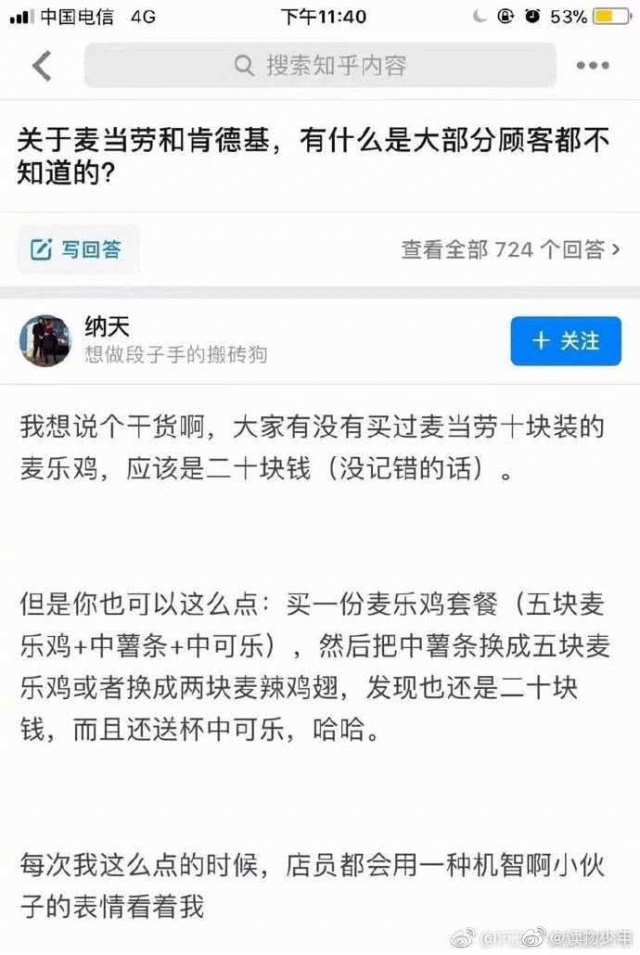 中国电信 4G 下午11:40 53%
搜索知乎内容
关于麦当劳和肯德基，有什么是大部分顾客都不
知道的？
写回答 查看全部 724 个回答
纳天
想做段子手的搬砖狗
+ 关注
我想说个干货啊，大家有没有买过麦当劳十块装的
麦乐鸡，应该是二十块钱（没记错的话）。
但是你也可以这么点：买一份麦乐鸡套餐（五块麦
乐鸡+中薯条+中可乐），然后把中薯条换成五块麦
乐鸡或者换成两块麦辣鸡翅，发现也还是二十块
钱，而且还送杯中可乐，哈哈。
每次我这么点的时候，店员都会用一种机智啊小伙
子的表情看着我